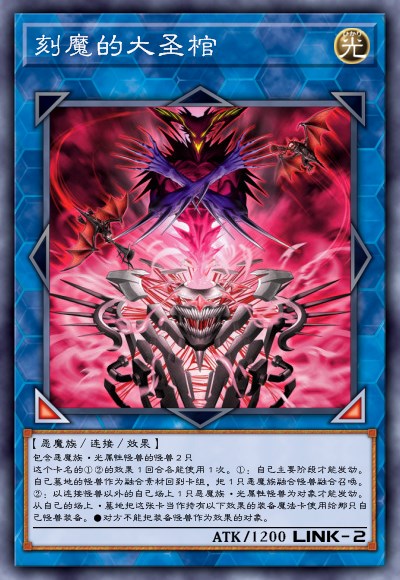 刻魔的大圣棺
ひかり
光
【恶魔族／连接／效果】
包含恶魔族·光属性怪兽的怪兽2只
这个卡名的①②的效果1回合各能使用1次。①：自己主要阶段才能发动。
自己墓地的怪兽作为融合素材回到卡组，把1只恶魔族融合怪兽融合召唤。
②：以连接怪兽以外的自己场上1只恶魔族·光属性怪兽为对象才能发动。
从自己的场上·墓地把这张卡当作持有以下效果的装备魔法卡使用给那只自
己怪兽装备。●对方不能把装备怪兽作为效果的对象。
ATK/1200 LINK-2